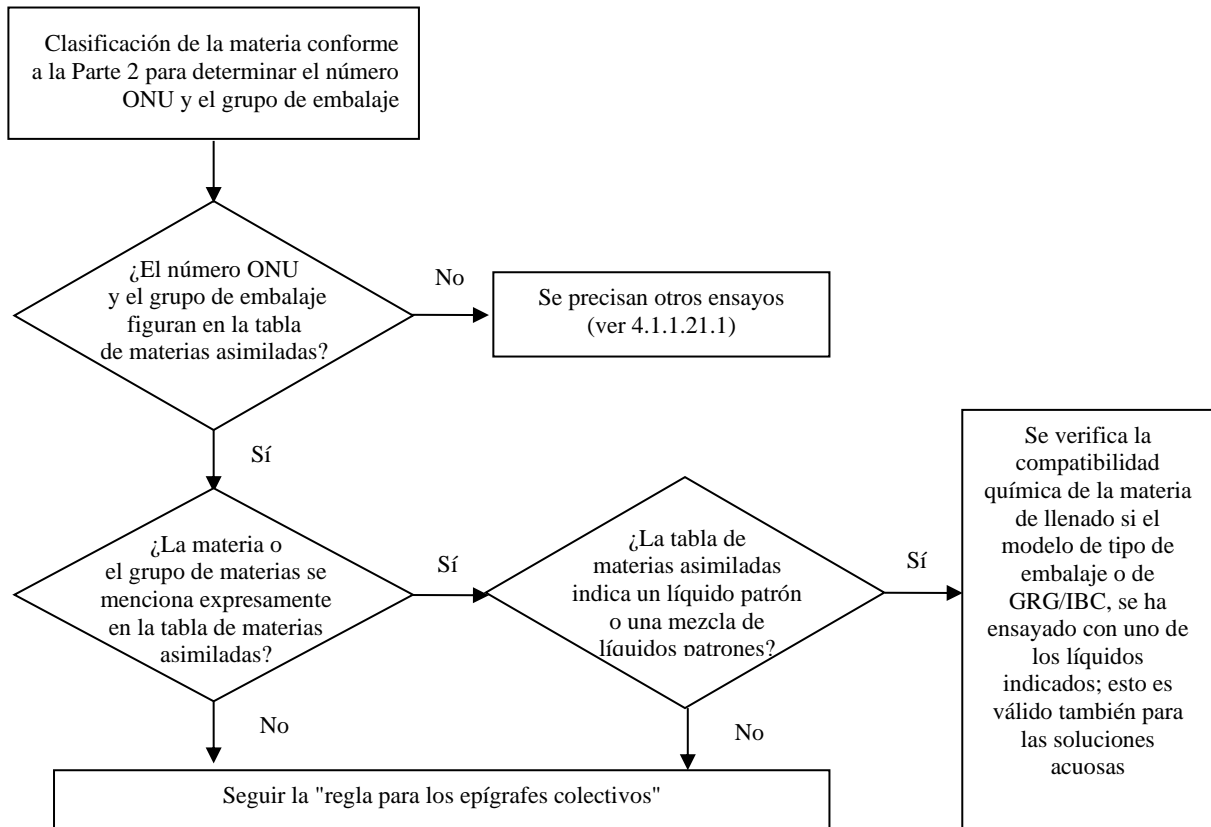 Clasificación de la materia conforme
a la Parte 2 para determinar el número
ONU y el grupo de embalaje
¿El número ONU
y el grupo de embalaje
figuran en la tabla
de materias asimiladas?
No
Se precisan otros ensayos
(ver 4.1.1.21.1)
Sí
¿La materia o
el grupo de materias se
menciona expresamente
en la tabla de materias
asimiladas?
Sí
¿La tabla de
materias asimiladas
indica un líquido patrón
o una mezcla de
líquidos patrones?
Sí
Se verifica la
compatibilidad
química de la materia
de llenado si el
modelo de tipo de
embalaje o de
GRG/IBC, se ha
ensayado con uno de
los líquidos
indicados; esto es
válido también para
las soluciones
acuosas
No
No
Seguir la "regla para los epígrafes colectivos"